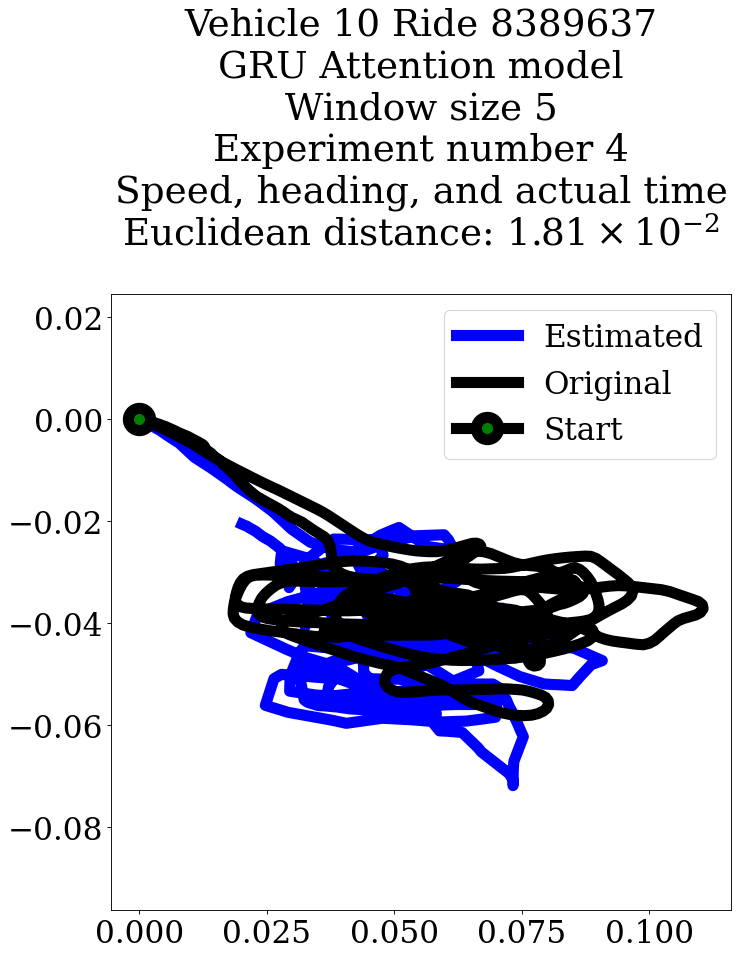 Vehicle 10 Ride 8389637
GRU Attention model
Window size 5
Experiment number 4
Speed, heading, and actual time
Euclidean distance: 1.81 × 10⁻²
Estimated
Original
Start
0.02
0.00
−0.02
−0.04
−0.06
−0.08
0.000 0.025 0.050 0.075 0.100